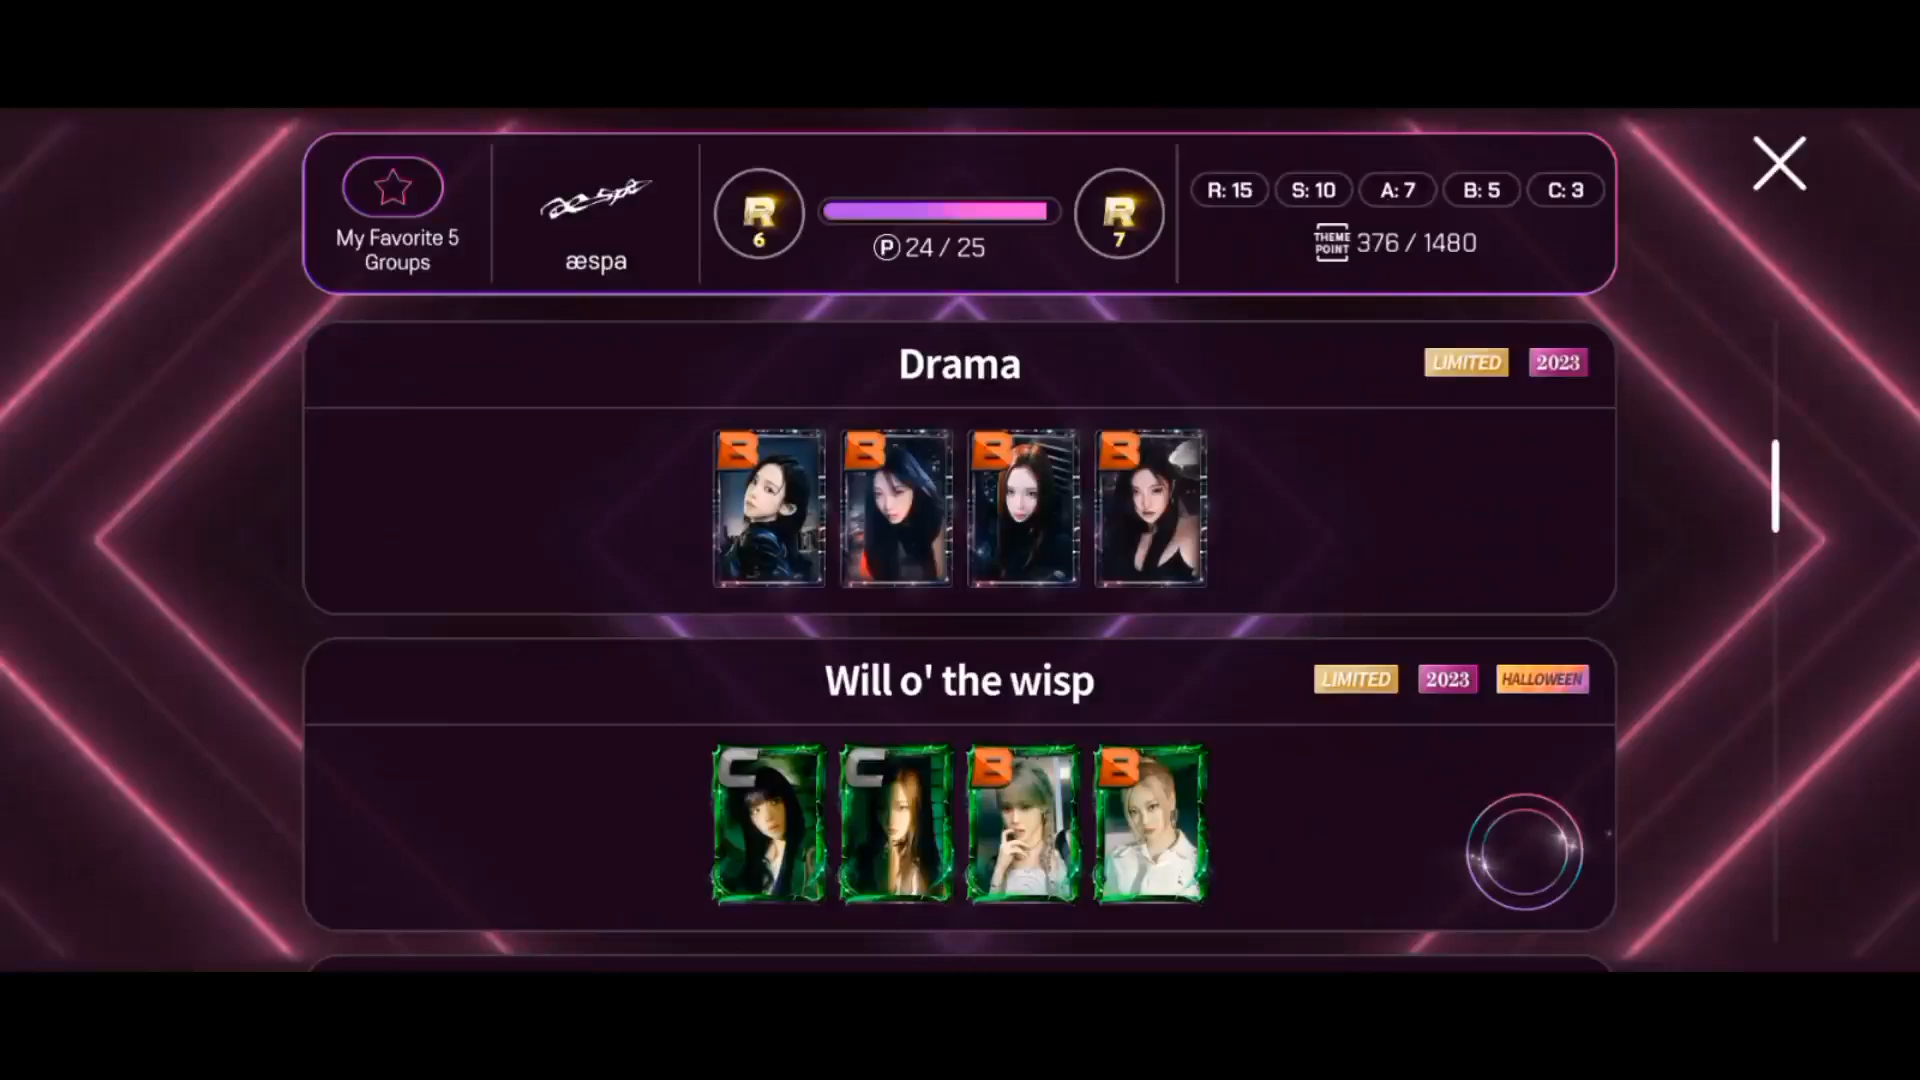 My Favorite 5
Groups
aespa
æspa
R
6
P 24 / 25
R
7
R: 15
S: 10
A: 7
B: 5
C: 3
THEME
POINT
376 / 1480
Drama
LIMITED
2023
B
B
B
B
Will o' the wisp
LIMITED
2023
HALLOWEEN
C
C
B
B